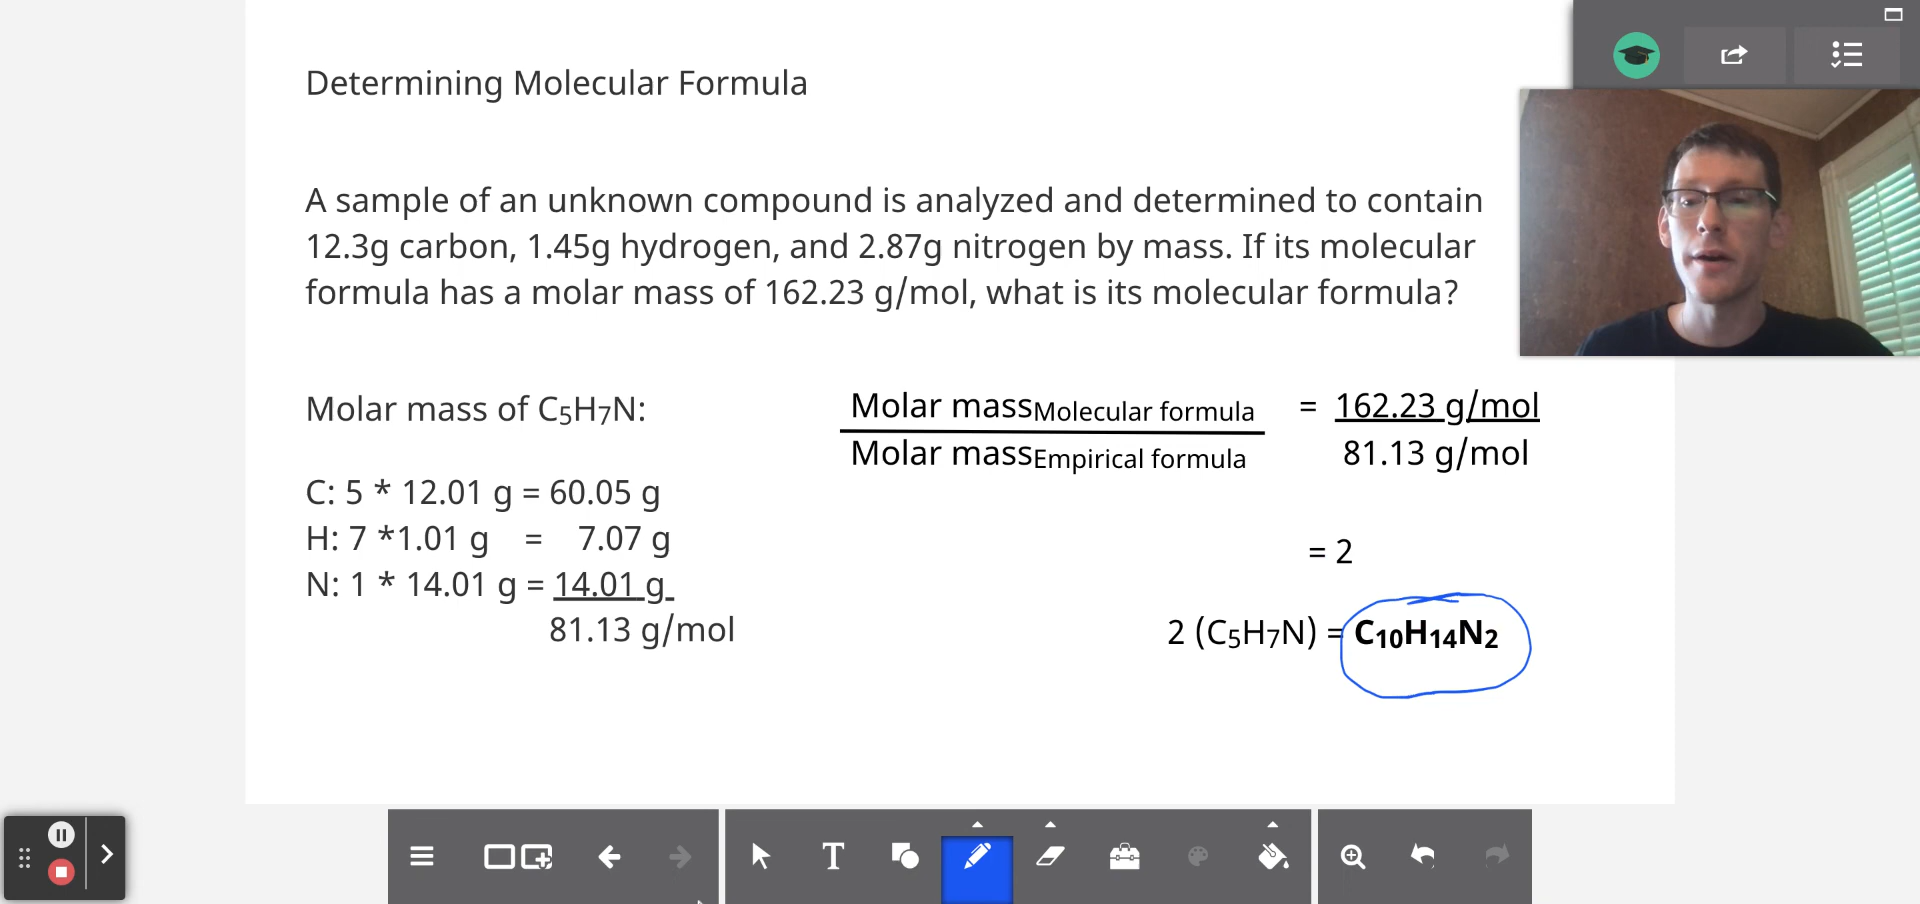 Determining Molecular Formula
A sample of an unknown compound is analyzed and determined to contain
12.3g carbon, 1.45g hydrogen, and 2.87g nitrogen by mass. If its molecular
formula has a molar mass of 162.23 g/mol, what is its molecular formula?
Molar mass of C₅H₇N:
C: 5 * 12.01 g = 60.05 g
H: 7 *1.01 g = 7.07 g
N: 1 * 14.01 g = 14.01 g
81.13 g/mol
Molar mass Molecular formula = 162.23 g/mol
Molar mass Empirical formula 81.13 g/mol
= 2
2 (C₅H₇N) = C₁₀H₁₄N₂
T